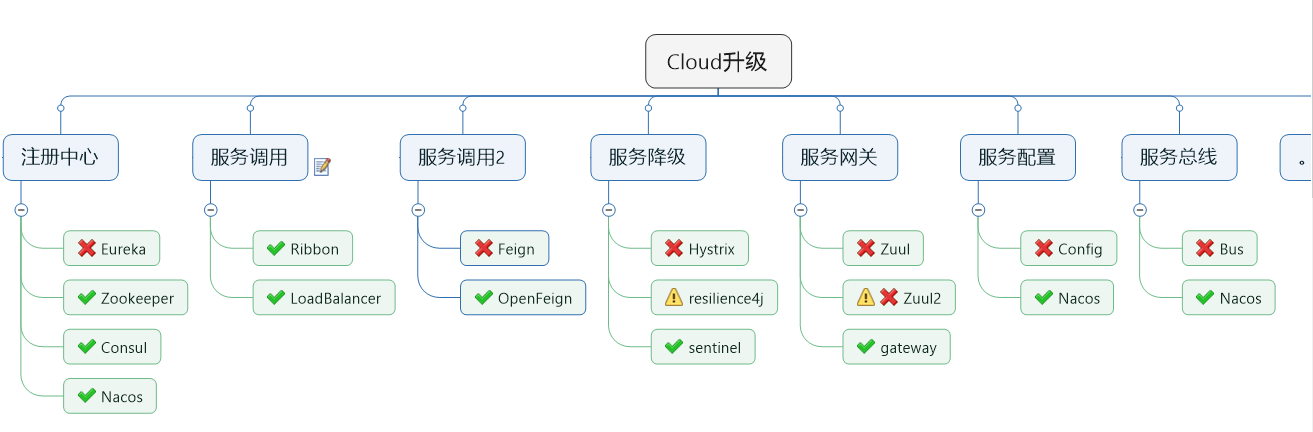 Cloud升级
注册中心
服务调用
服务调用2
服务降级
服务网关
服务配置
服务总线
。
Eureka
Ribbon
Feign
Hystrix
Zuul
Config
Bus
Zookeeper
LoadBalancer
OpenFeign
resilience4j
Zuul2
Nacos
Nacos
Consul
sentinel
gateway
Nacos